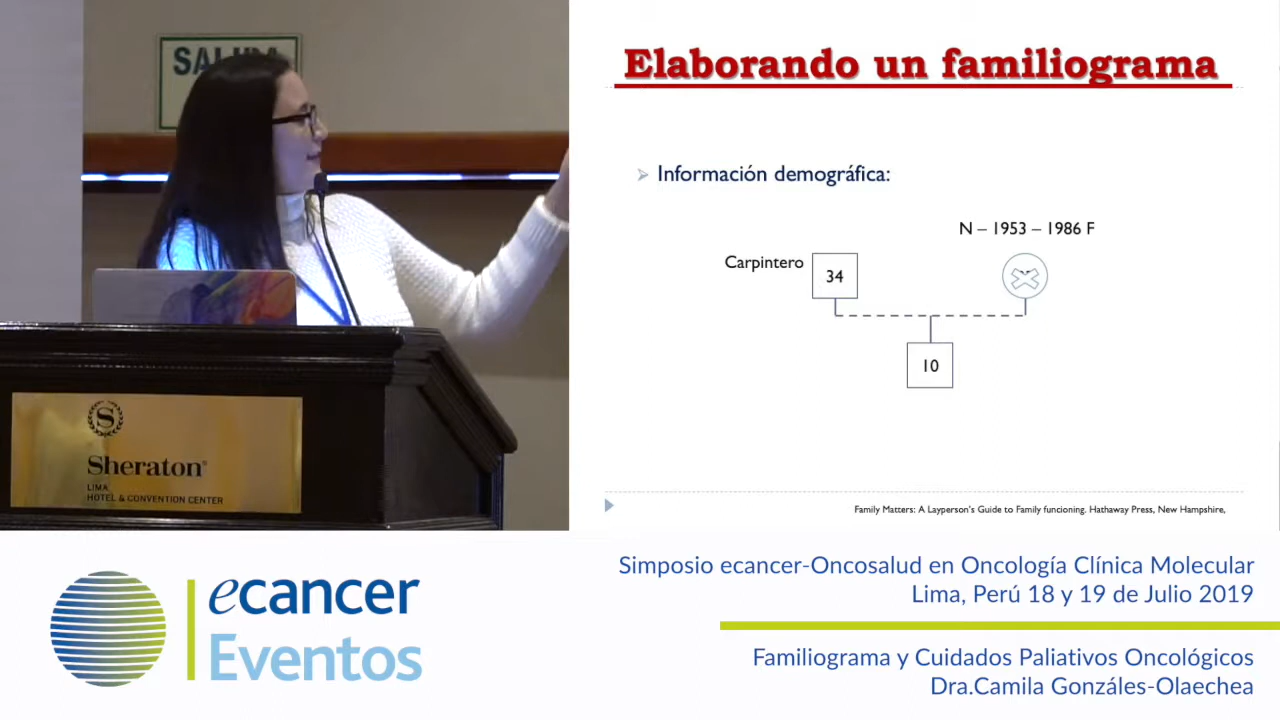 SALIDA
Elaborando un familiograma
Información demográfica:
N – 1953 – 1986 F
Carpintero
34
10
Family Matters: A Layperson's Guide to Family functioning. Hathaway Press, New Hampshire,
S
Sheraton
LIMA
HOTEL & CONVENTION CENTER
ecancer
Eventos
Simposio ecancer-Oncosalud en Oncología Clínica Molecular
Lima, Perú 18 y 19 de Julio 2019
Familiograma y Cuidados Paliativos Oncológicos
Dra.Camila Gonzáles-Olaechea